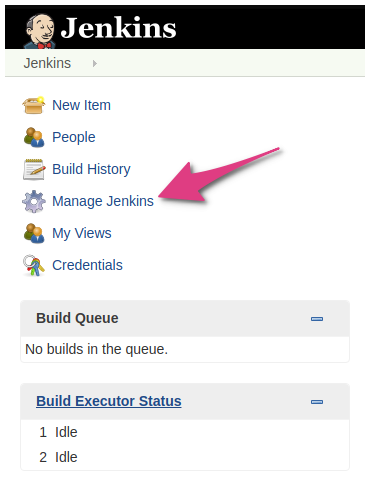 Jenkins
Jenkins
New Item
People
Build History
Manage Jenkins
My Views
Credentials
Build Queue
No builds in the queue.
Build Executor Status
1 Idle
2 Idle